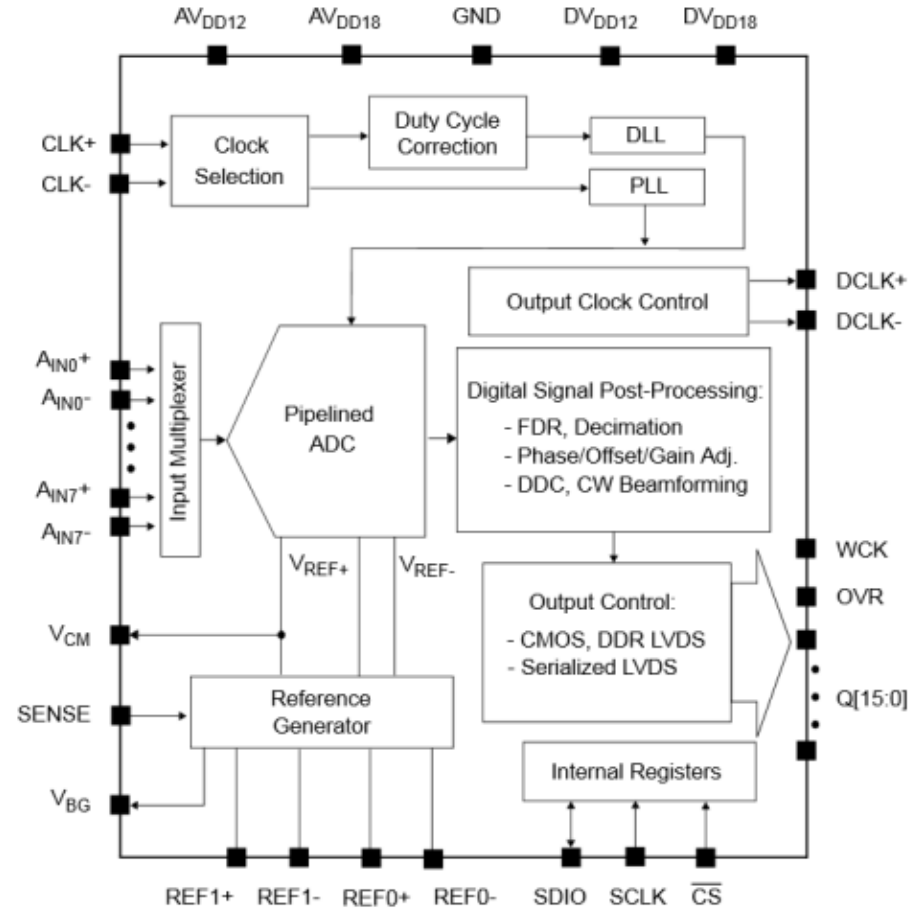 AVDD12 AVDD18 GND DVDD12 DVDD18
CLK+
CLK-
Clock
Selection
Duty Cycle
Correction
DLL
PLL
Output Clock Control
DCLK+
DCLK-
AIN0+
AIN0-
AIN7+
AIN7-
Input Multiplexer
Pipelined
ADC
Digital Signal Post-Processing:
- FDR, Decimation
- Phase/Offset/Gain Adj.
- DDC, CW Beamforming
VREF+ VREF-
Output Control:
- CMOS, DDR LVDS
- Serialized LVDS
WCK
OVR
Q[15:0]
VCM
SENSE
VBG
Reference
Generator
Internal Registers
REF1+ REF1- REF0+ REF0- SDIO SCLK C̅S̅